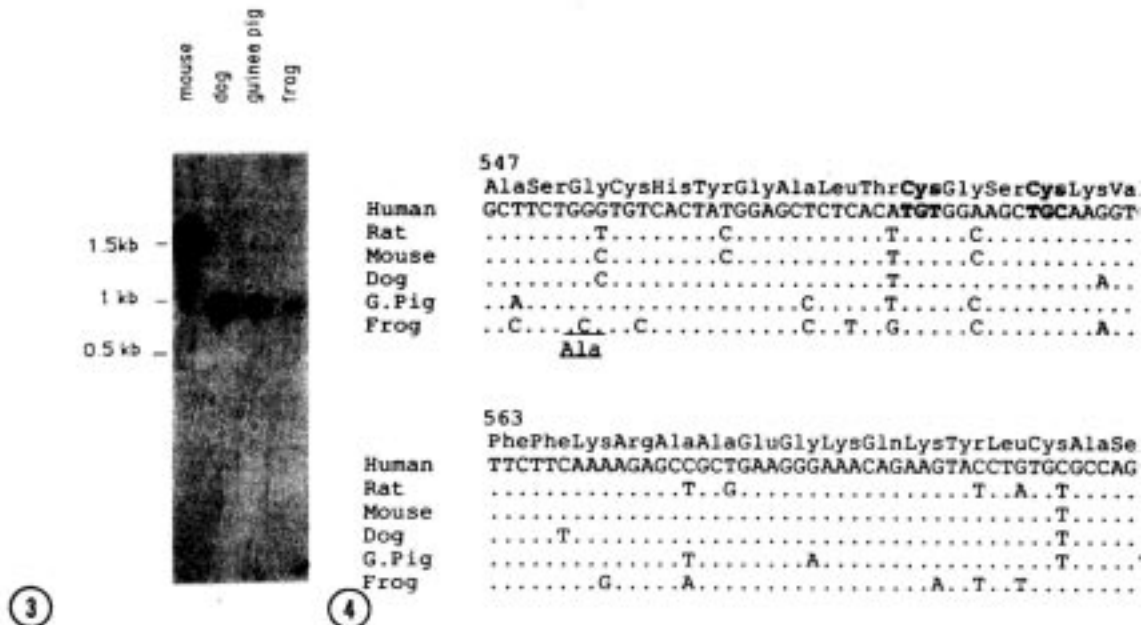 mouse
dog
guinee pig
frog
1.5kb
1 kb
0.5 kb
3
547
AlaSerGlyCysHisTyrGlyAlaLeuThrCysGlySerCysLysVa
Human GCTTCTGGGTGTCACTATGGAGCTCTCACATGTGGAAGCTGCAAGGT
Rat ........T........C...........T.....C...........
Mouse ........C........C...........T.....C...........
Dog ........C....................T..............A..
G.Pig ..A....................C.....T.....C...........
Frog ..C....C...C...........C..T..G.....C........A..
Ala
563
PhePheLysArgAlaAlaGluGlyLysGlnLysTyrLeuCysAlaSe
Human TTCTTCAAAAGAGCCGCTGAAGGGAAACAGAAGTACCTGTGCGCCAG
Rat ..............T..G.................T..A..T.....
Mouse .........................................T.....
Dog .....T...................................T.....
G.Pig ..............T........A.................T.....
Frog ........G.....A.................A..T..T........
4